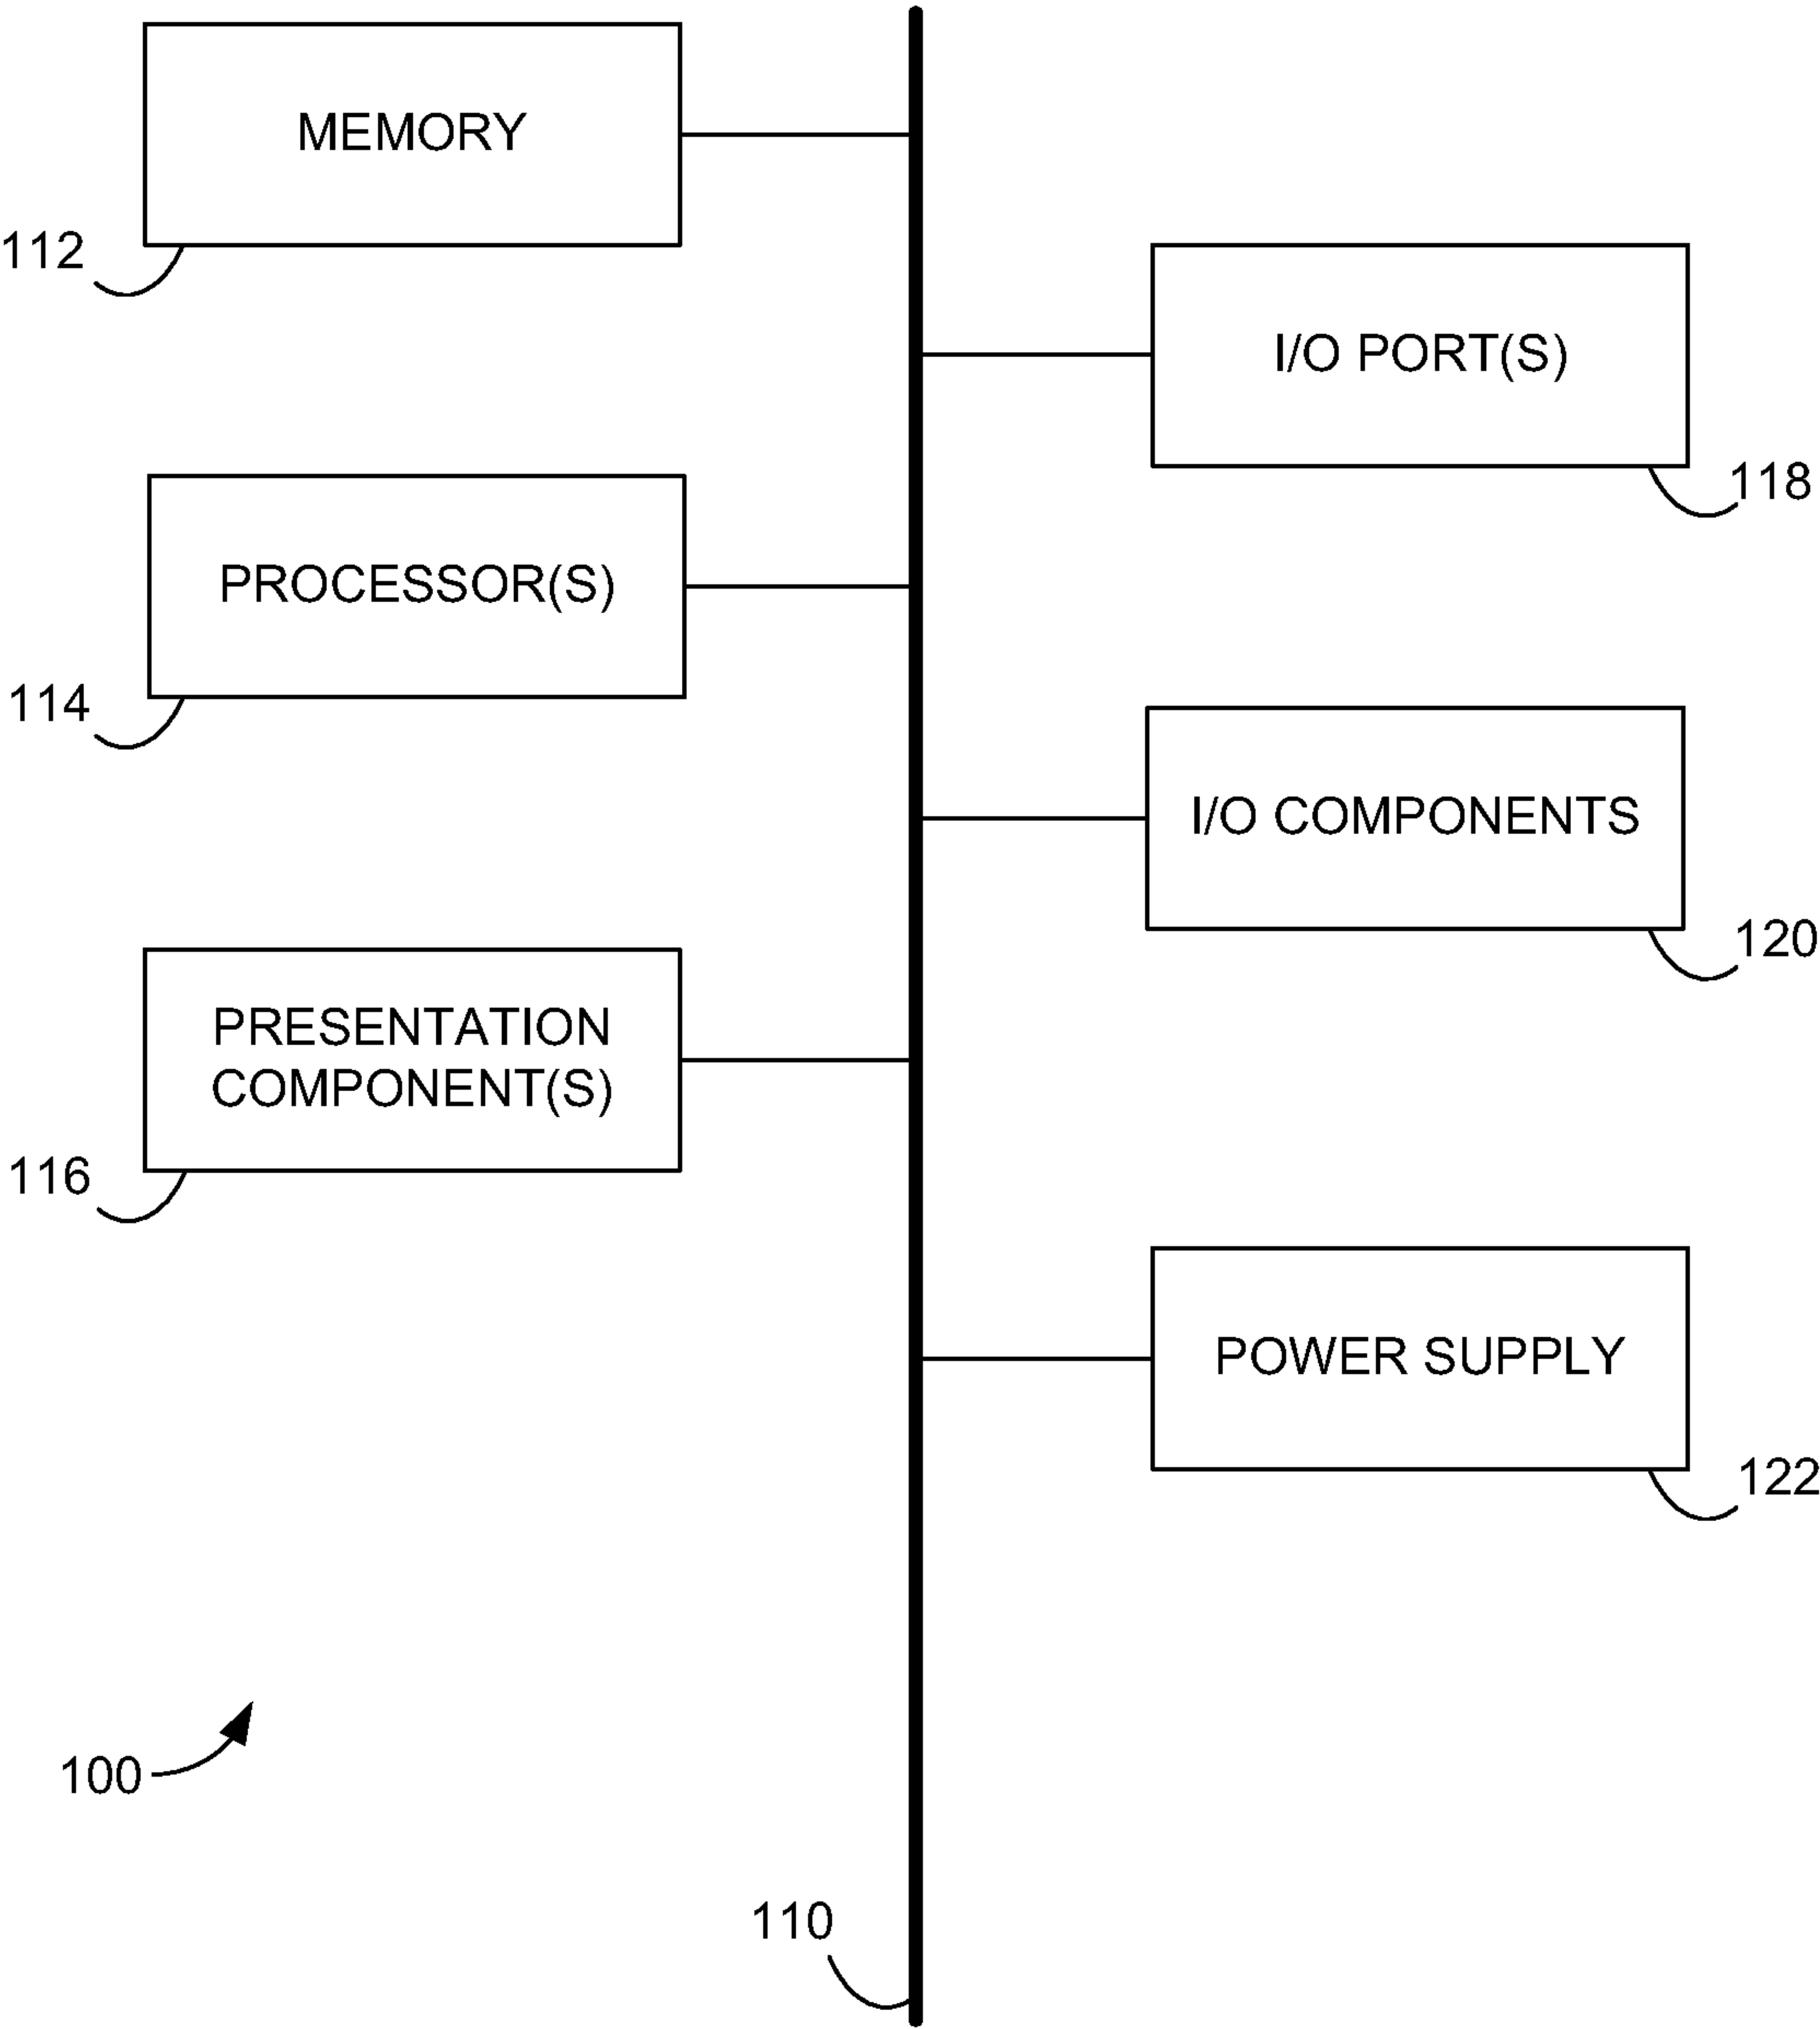 MEMORY
112
I/O PORT(S)
118
PROCESSOR(S)
114
I/O COMPONENTS
120
PRESENTATION
COMPONENT(S)
116
POWER SUPPLY
122
100
110